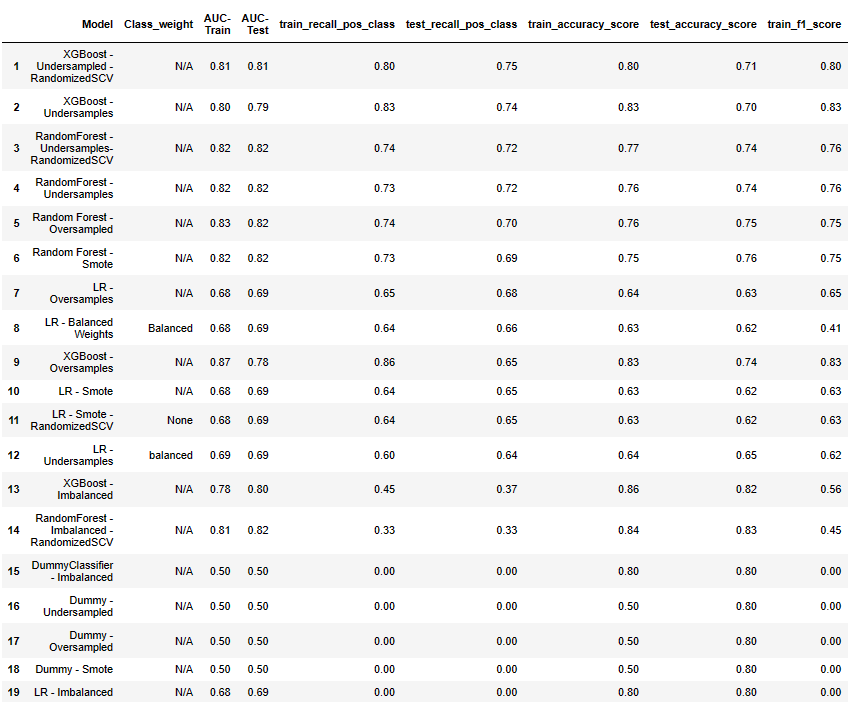 Model Class_weight AUC-Train AUC-Test train_recall_pos_class test_recall_pos_class train_accuracy_score test_accuracy_score train_f1_score
1 XGBoost - Undersampled - RandomizedSCV N/A 0.81 0.81 0.80 0.75 0.80 0.71 0.80
2 XGBoost - Undersamples N/A 0.80 0.79 0.83 0.74 0.83 0.70 0.83
3 RandomForest - Undersamples- RandomizedSCV N/A 0.82 0.82 0.74 0.72 0.77 0.74 0.76
4 RandomForest - Undersamples N/A 0.82 0.82 0.73 0.72 0.76 0.74 0.76
5 Random Forest - Oversampled N/A 0.83 0.82 0.74 0.70 0.76 0.75 0.75
6 Random Forest - Smote N/A 0.82 0.82 0.73 0.69 0.75 0.76 0.75
7 LR - Oversamples N/A 0.68 0.69 0.65 0.68 0.64 0.63 0.65
8 LR - Balanced Weights Balanced 0.68 0.69 0.64 0.66 0.63 0.62 0.41
9 XGBoost - Oversamples N/A 0.87 0.78 0.86 0.65 0.83 0.74 0.83
10 LR - Smote N/A 0.68 0.69 0.64 0.65 0.63 0.62 0.63
11 LR - Smote - RandomizedSCV None 0.68 0.69 0.64 0.65 0.63 0.62 0.63
12 LR - Undersamples balanced 0.69 0.69 0.60 0.64 0.64 0.65 0.62
13 XGBoost - Imbalanced N/A 0.78 0.80 0.45 0.37 0.86 0.82 0.56
14 RandomForest - Imbalanced - RandomizedSCV N/A 0.81 0.82 0.33 0.33 0.84 0.83 0.45
15 DummyClassifier - Imbalanced N/A 0.50 0.50 0.00 0.00 0.80 0.80 0.00
16 Dummy - Undersampled N/A 0.50 0.50 0.00 0.00 0.50 0.80 0.00
17 Dummy - Oversampled N/A 0.50 0.50 0.00 0.00 0.50 0.80 0.00
18 Dummy - Smote N/A 0.50 0.50 0.00 0.00 0.50 0.80 0.00
19 LR - Imbalanced N/A 0.68 0.69 0.00 0.00 0.80 0.80 0.00